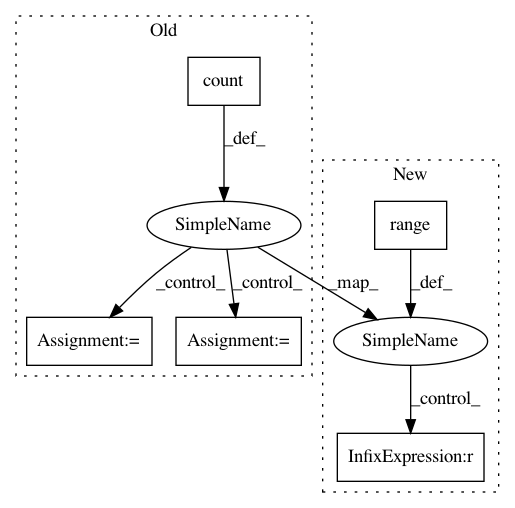 Old
count
_def_
New
SimpleName
range
_control_
_control_
_map_
_def_
Assignment:=
Assignment:=
SimpleName
_control_
InfixExpression:r